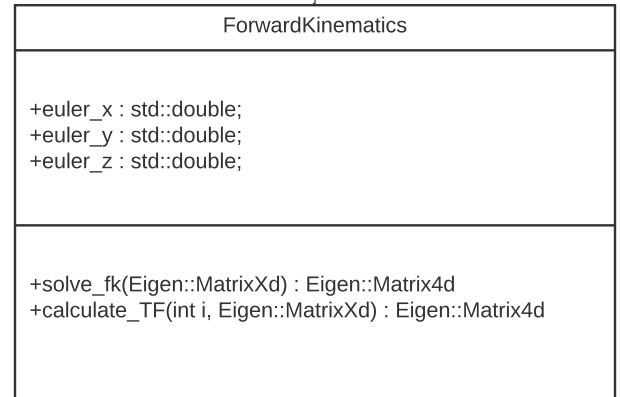 ForwardKinematics
+euler_x : std::double;
+euler_y : std::double;
+euler_z : std::double;
+solve_fk(Eigen::MatrixXd) : Eigen::Matrix4d
+calculate_TF(int i, Eigen::MatrixXd) : Eigen::Matrix4d